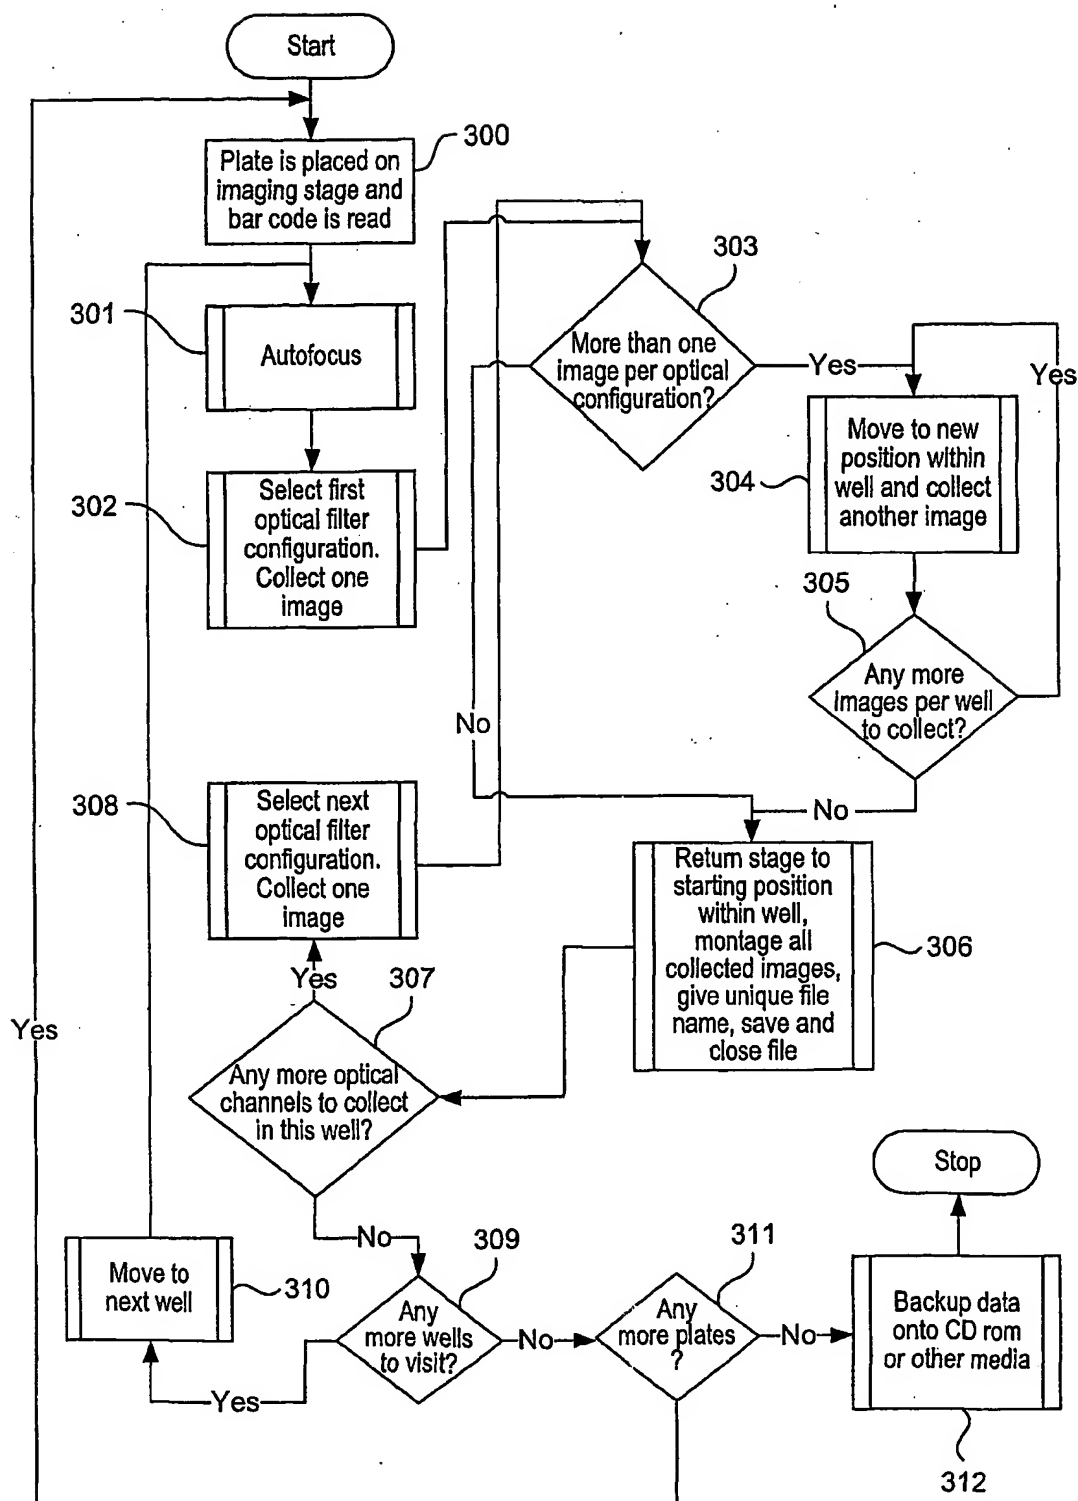 Start
300
Plate is placed on
imaging stage and
bar code is read
301
Autofocus
302
Select first
optical filter
configuration.
Collect one
image
303
More than one
image per optical
configuration?
Yes
Yes
304
Move to new
position within
well and collect
another image
305
Any more
images per well
to collect?
No
No
306
Return stage to
starting position
within well,
montage all
collected images,
give unique file
name, save and
close file
307
Any more optical
channels to collect
in this well?
Yes
308
Select next
optical filter
configuration.
Collect one
image
No
309
Any
more wells
to visit?
Yes
310
Move to
next well
No
311
Any
more plates
?
Yes
No
312
Backup data
onto CD rom
or other media
Stop